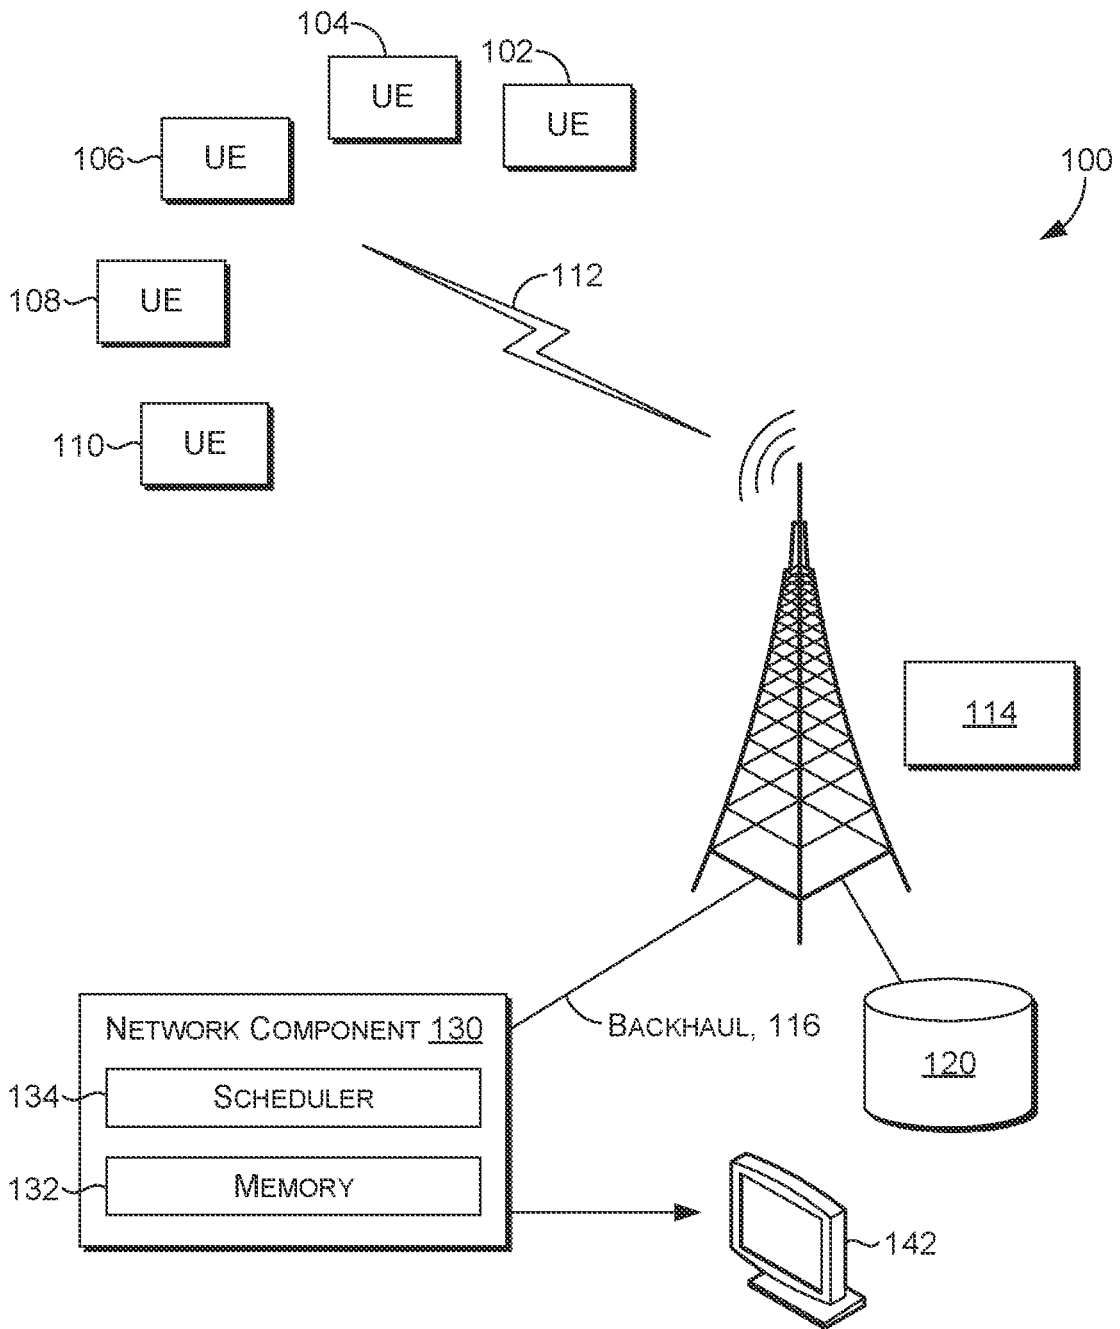 104
102
UE
UE
106
UE
100
112
108
UE
110
UE
114
NETWORK COMPONENT 130
BACKHAUL, 116
120
134
SCHEDULER
132
MEMORY
142